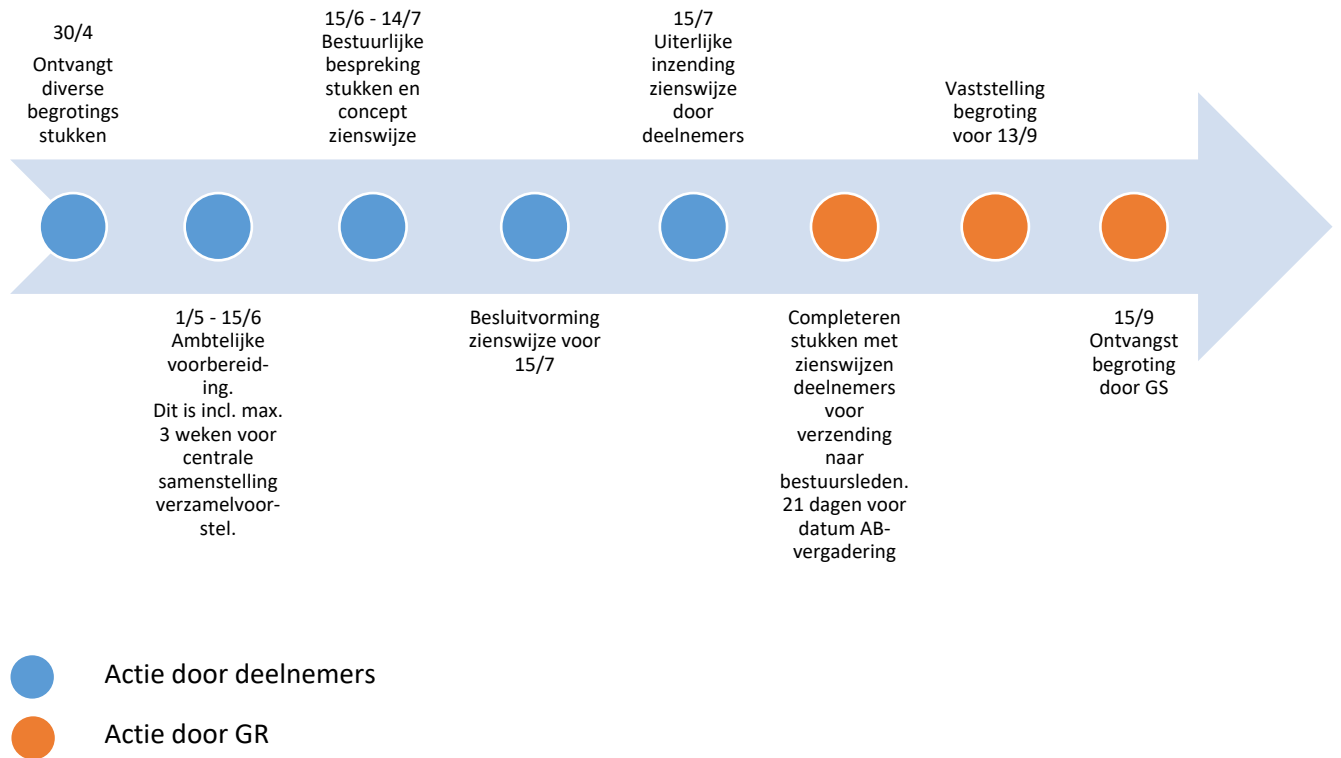 30/4
Ontvangt
diverse
begrotings
stukken
15/6 - 14/7
Bestuurlijke
bespreking
stukken en
concept
zienswijze
15/7
Uiterlijke
inzending
zienswijze
door
deelnemers
Vaststelling
begroting
voor 13/9
1/5 - 15/6
Ambtelijke
voorbereid-
ing.
Dit is incl. max.
3 weken voor
centrale
samenstelling
verzamelvoor-
stel.
Besluitvorming
zienswijze voor
15/7
Completeren
stukken met
zienswijzen
deelnemers
voor
verzending
naar
bestuursleden.
21 dagen voor
datum AB-
vergadering
15/9
Ontvangst
begroting
door GS
Actie door deelnemers
Actie door GR